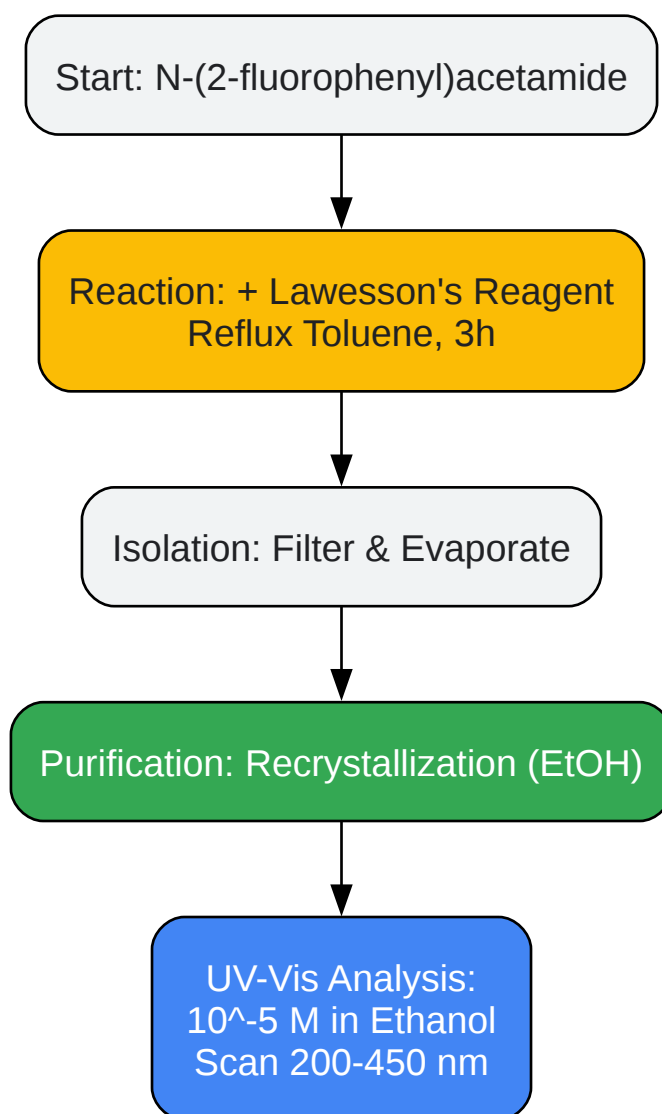 Start: N-(2-fluorophenyl)acetamide
Reaction: + Lawesson's Reagent
Reflux Toluene, 3h
Isolation: Filter & Evaporate
Purification: Recrystallization (EtOH)
UV-Vis Analysis:
10^-5 M in Ethanol
Scan 200-450 nm